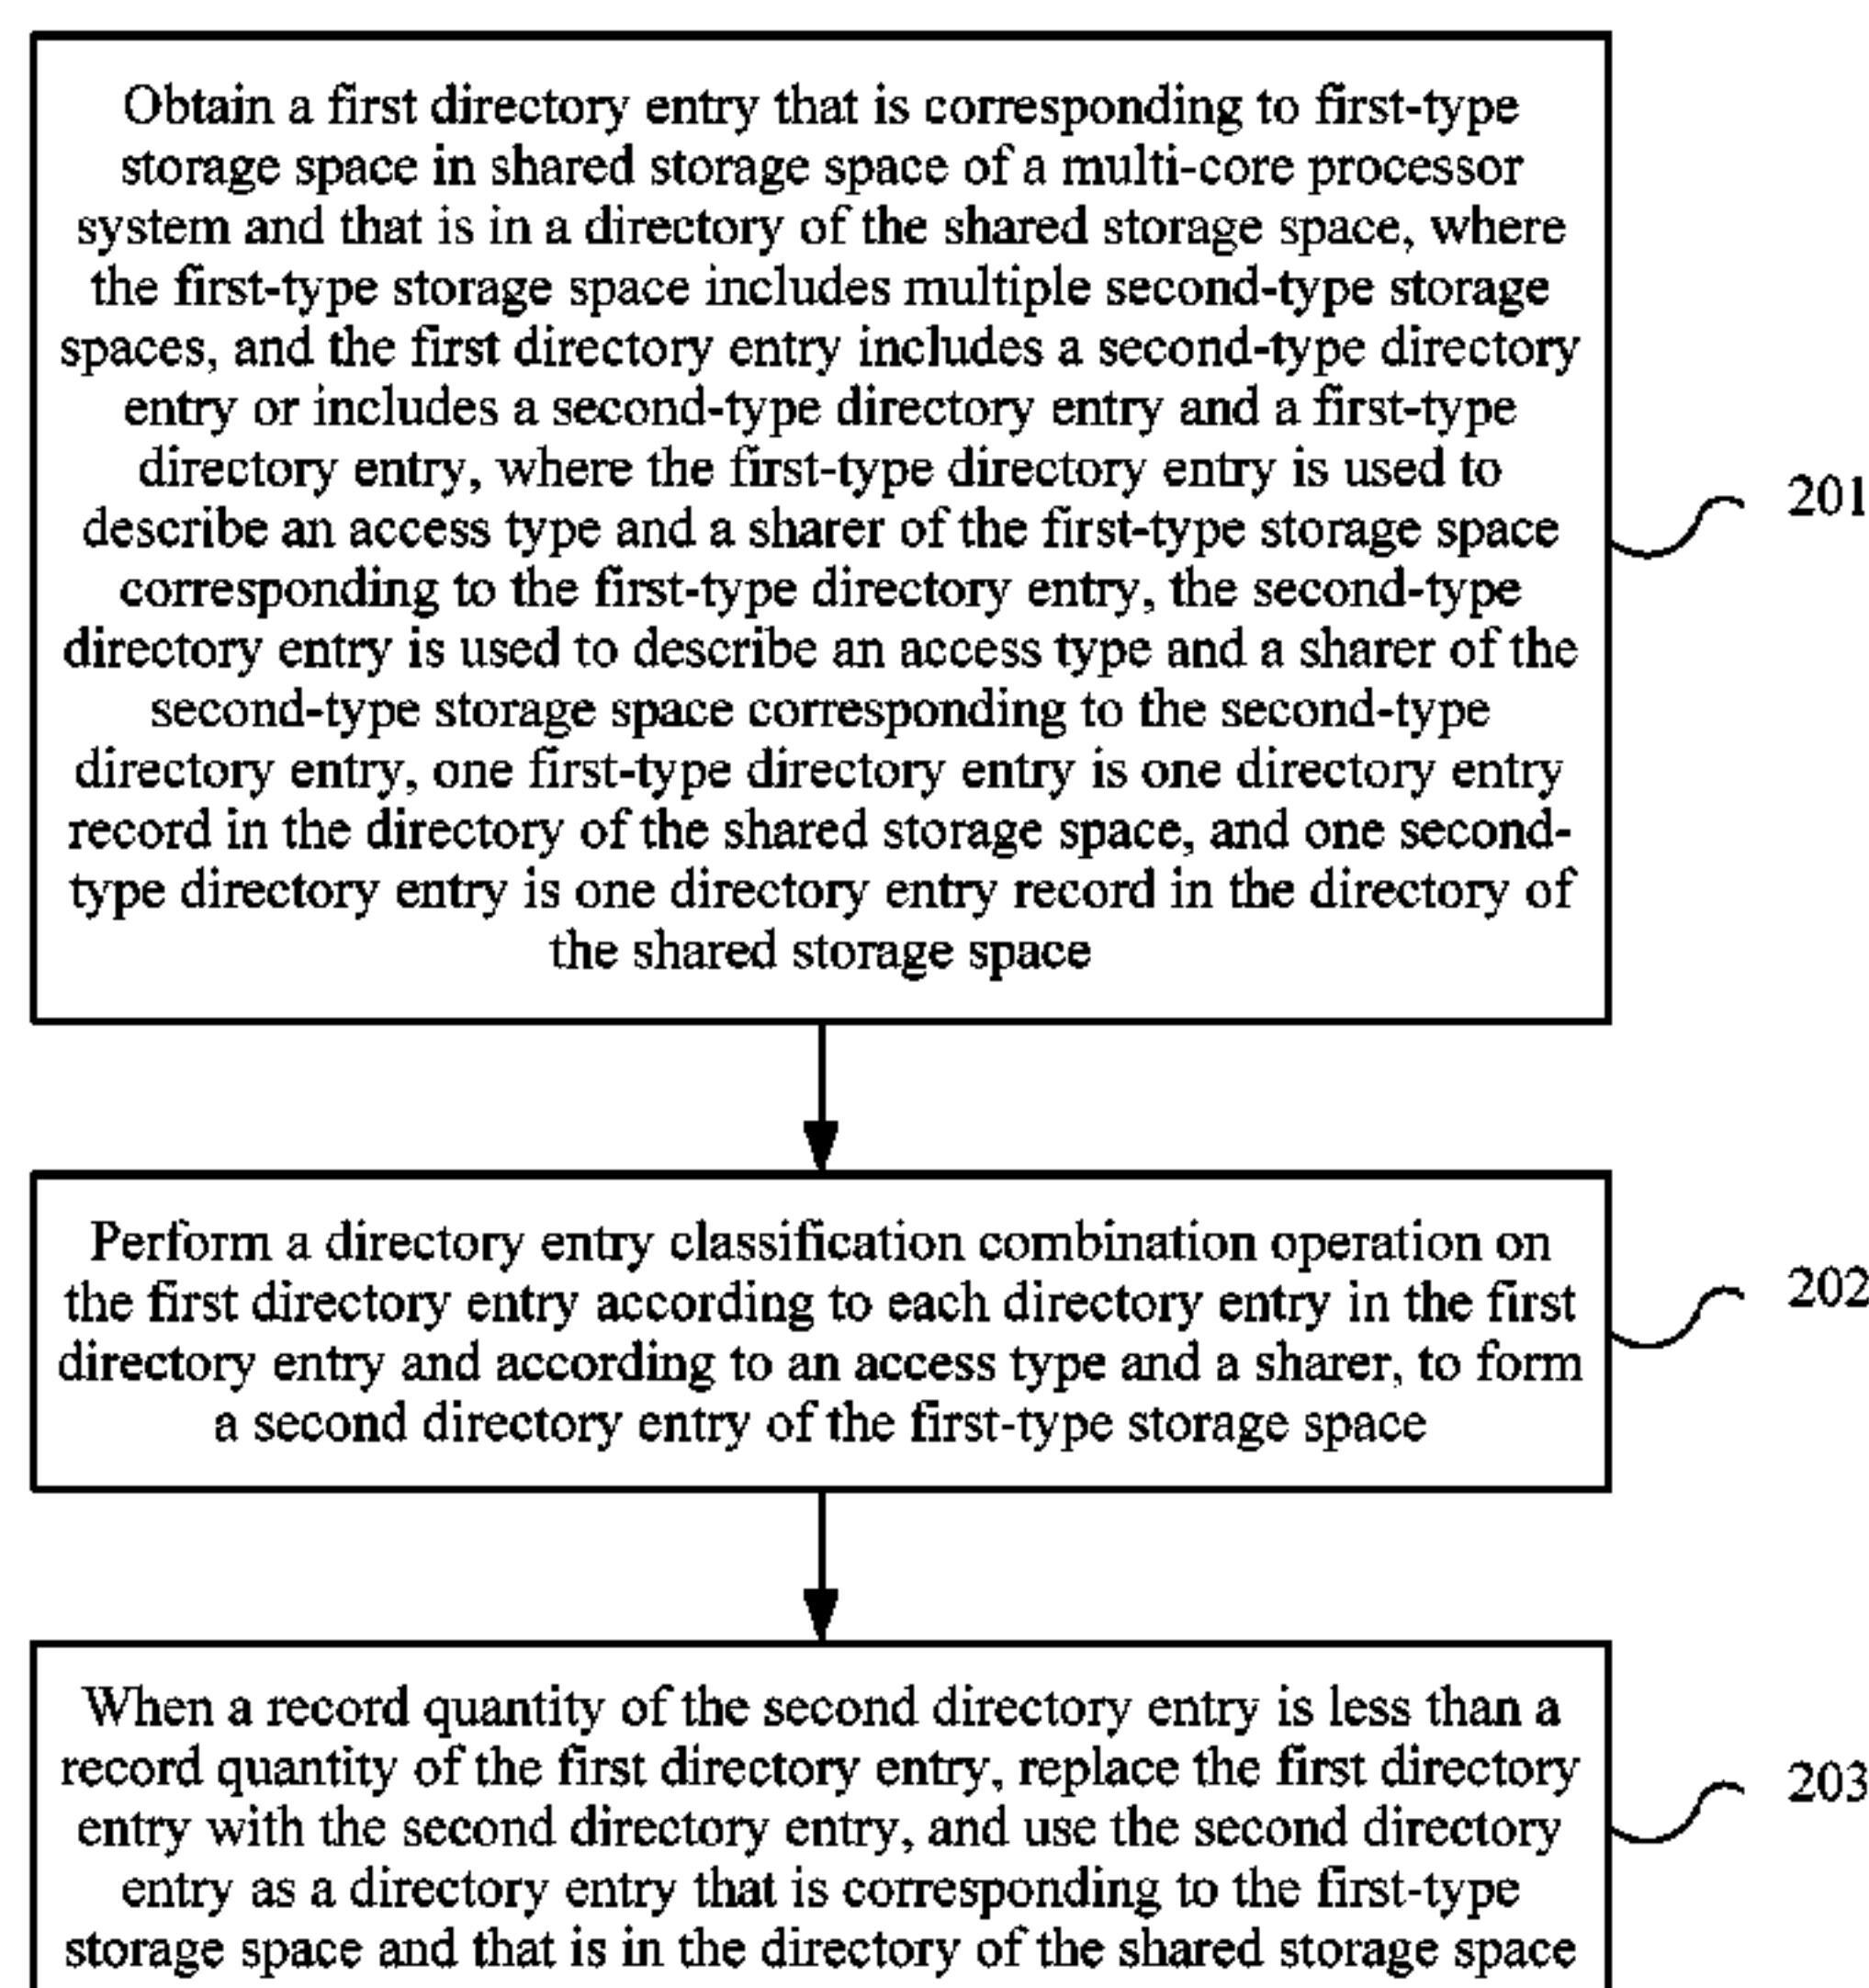 Obtain a first directory entry that is corresponding to first-type
storage space in shared storage space of a multi-core processor
system and that is in a directory of the shared storage space, where
the first-type storage space includes multiple second-type storage
spaces, and the first directory entry includes a second-type directory
entry or includes a second-type directory entry and a first-type
directory entry, where the first-type directory entry is used to
describe an access type and a sharer of the first-type storage space
corresponding to the first-type directory entry, the second-type
directory entry is used to describe an access type and a sharer of the
second-type storage space corresponding to the second-type
directory entry, one first-type directory entry is one directory entry
record in the directory of the shared storage space, and one second-
type directory entry is one directory entry record in the directory of
the shared storage space
201
Perform a directory entry classification combination operation on
the first directory entry according to each directory entry in the first
directory entry and according to an access type and a sharer, to form
a second directory entry of the first-type storage space
202
When a record quantity of the second directory entry is less than a
record quantity of the first directory entry, replace the first directory
entry with the second directory entry, and use the second directory
entry as a directory entry that is corresponding to the first-type
storage space and that is in the directory of the shared storage space
203